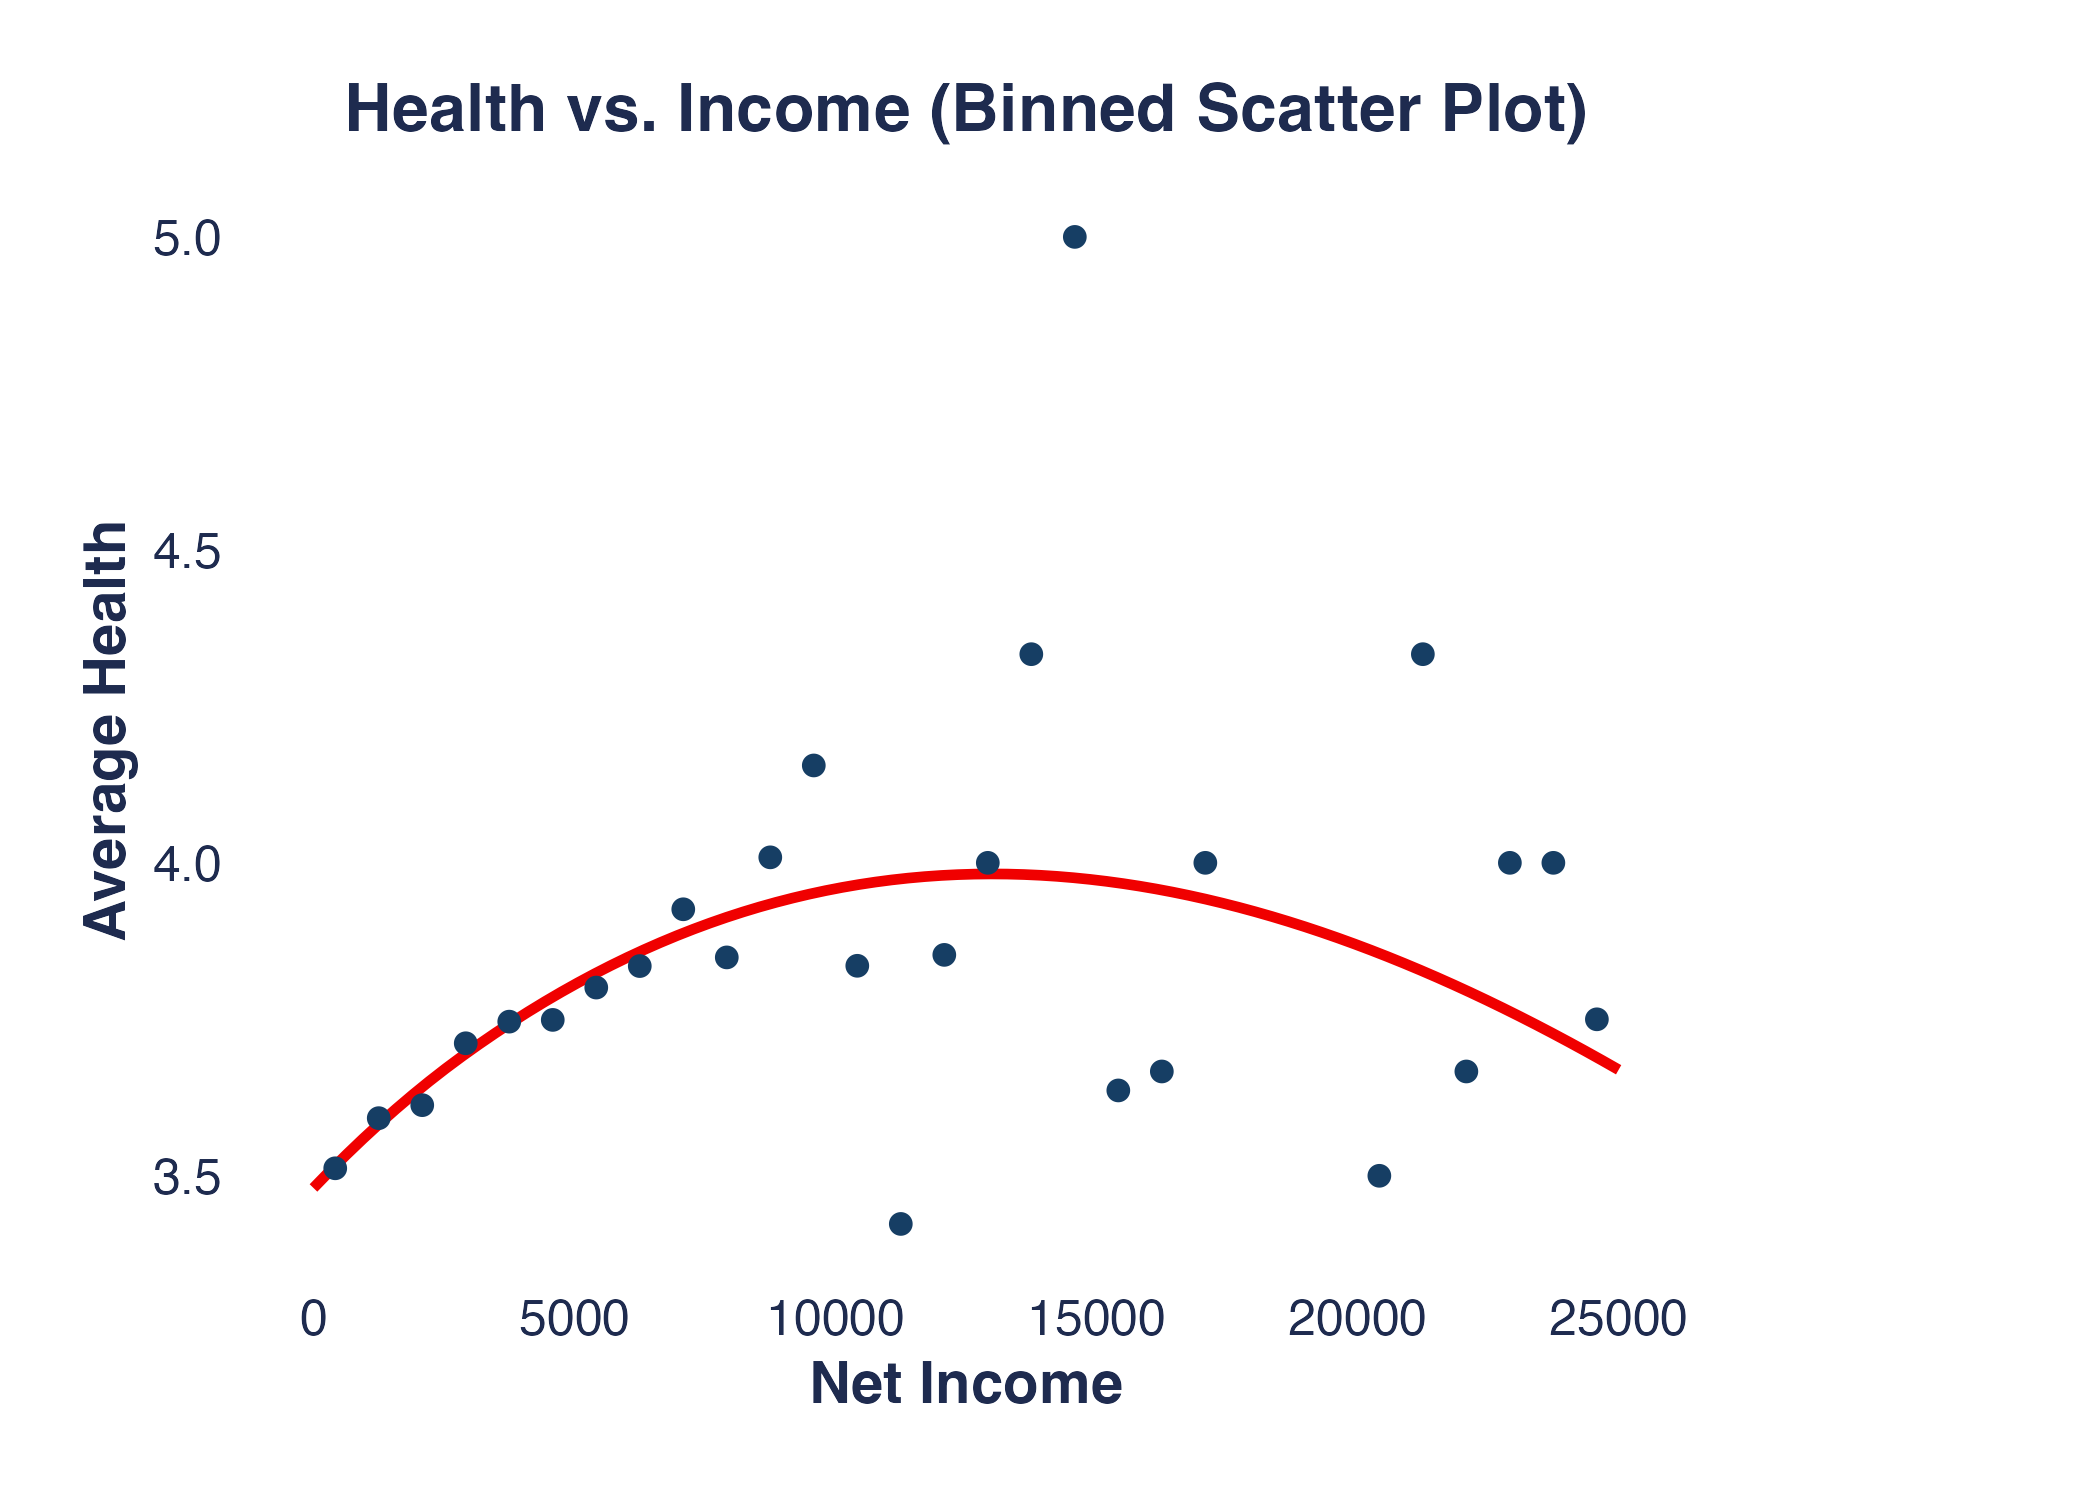 Health vs. Income (Binned Scatter Plot)
5.0
4.5
4.0
3.5
Average Health
0 5000 10000 15000 20000 25000
Net Income